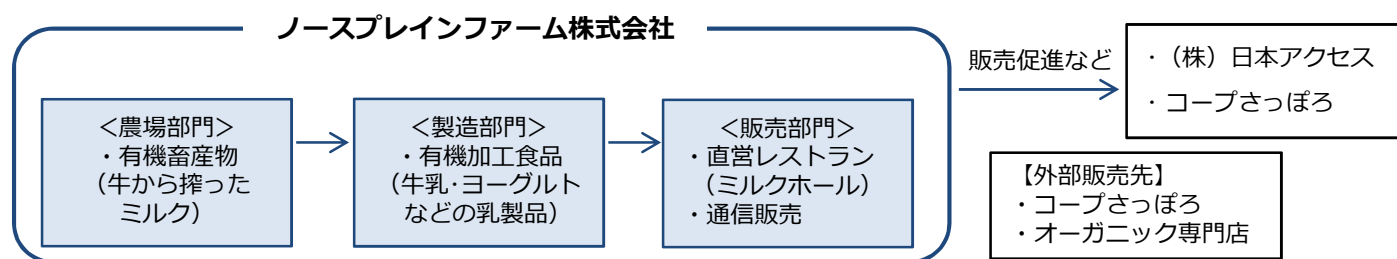 ノースプレインファーム株式会社
＜農場部門＞
・有機畜産物
（牛から搾った
ミルク）
＜製造部門＞
・有機加工食品
（牛乳･ヨーグルト
などの乳製品）
＜販売部門＞
・直営レストラン
（ミルクホール）
・通信販売
販売促進など
・（株）日本アクセス
・コープさっぽろ
【外部販売先】
・コープさっぽろ
・オーガニック専門店